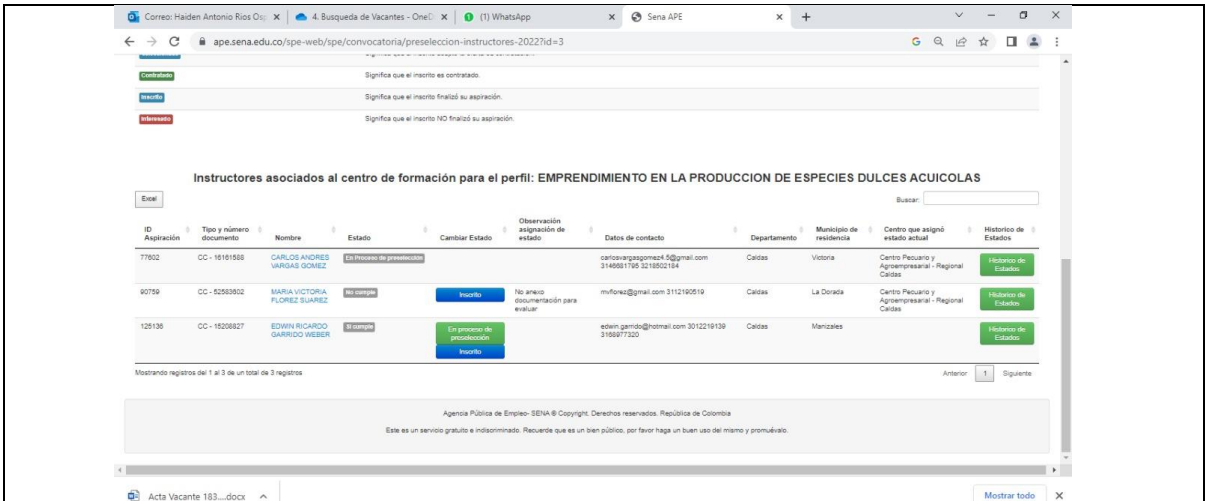 Correo: Haiden Antonio Rios Os
4. Busqueda de Vacantes - OneD
(1) WhatsApp
Sena APE
ape.sena.edu.co/spe-web/spe/convocatoria/preseleccion-instructores-2022?id=3
Contratado
Significa que el inscrito es contratado.
Inscrito
Significa que el inscrito finalizó su aspiración.
Interesado
Significa que el inscrito NO finalizó su aspiración.
Instructores asociados al centro de formación para el perfil: EMPRENDIMIENTO EN LA PRODUCCION DE ESPECIES DULCES ACUICOLAS
Excel
Buscar:
ID Aspiración
Tipo y número documento
Nombre
Estado
Cambiar Estado
Observación asignación de estado
Datos de contacto
Departamento
Municipio de residencia
Centro que asignó estado actual
Historico de Estados
77602
CC - 16161588
CARLOS ANDRES
VARGAS GOMEZ
En Proceso de preselección
carlosvargasgomez4.5@gmail.com
3146681795 3218502184
Caldas
Victoria
Centro Pecuario y
Agroempresarial - Regional
Caldas
Historico de
Estados
90759
CC - 52583602
MARIA VICTORIA
FLOREZ SUAREZ
No cumple
Inscrito
No anexo
documentación para
evaluar
mvflorez@gmail.com 3112190519
Caldas
La Dorada
Centro Pecuario y
Agroempresarial - Regional
Caldas
Historico de
Estados
125136
CC - 15208827
EDWIN RICARDO
GARRIDO WEBER
Si cumple
En proceso de
preselección
Inscrito
edwin.garrido@hotmail.com 3012219139
3168977320
Caldas
Manizales
Historico de
Estados
Mostrando registros del 1 al 3 de un total de 3 registros
Anterior 1 Siguiente
Agencia Pública de Empleo- SENA ® Copyright. Derechos reservados. República de Colombia
Este es un servicio gratuito e indiscriminado. Recuerde que es un bien público, por favor haga un buen uso del mismo y promuévalo.
Acta Vacante 183....docx
Mostrar todo